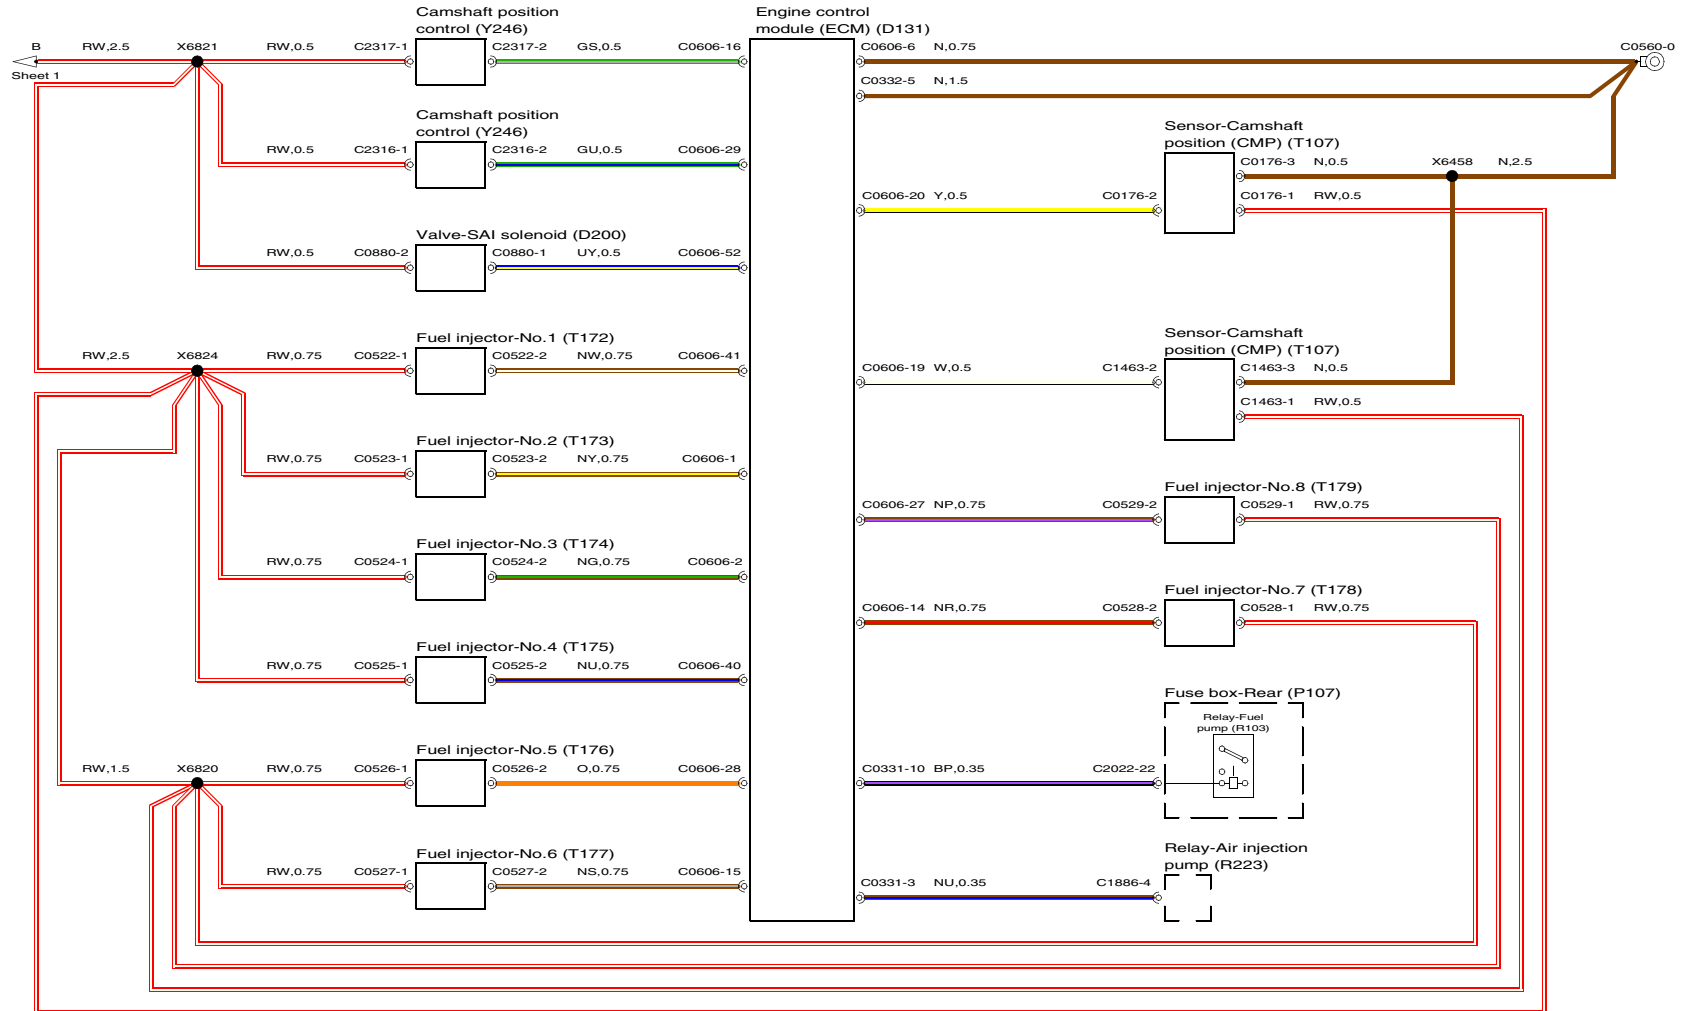 Camshaft position
control (Y246)
Engine control
module (ECM) (D131)
B RW,2.5 X6821 RW,0.5 C2317-1 C2317-2 GS,0.5 C0606-16 C0606-6 N,0.75 C0560-0
Sheet 1
C0332-5 N,1.5
Camshaft position
control (Y246)
Sensor-Camshaft
position (CMP) (T107)
RW,0.5 C2316-1 C2316-2 GU,0.5 C0606-29
C0176-3 N,0.5 X6458 N,2.5
C0606-20 Y,0.5 C0176-2 C0176-1 RW,0.5
Valve-SAI solenoid (D200)
RW,0.5 C0880-2 C0880-1 UY,0.5 C0606-52
Fuel injector-No.1 (T172)
Sensor-Camshaft
position (CMP) (T107)
RW,2.5 X6824 RW,0.75 C0522-1 C0522-2 NW,0.75 C0606-41
C0606-19 W,0.5 C1463-2 C1463-3 N,0.5
C1463-1 RW,0.5
Fuel injector-No.2 (T173)
RW,0.75 C0523-1 C0523-2 NY,0.75 C0606-1
Fuel injector-No.8 (T179)
C0606-27 NP,0.75 C0529-2 C0529-1 RW,0.75
Fuel injector-No.3 (T174)
RW,0.75 C0524-1 C0524-2 NG,0.75 C0606-2
Fuel injector-No.7 (T178)
C0606-14 NR,0.75 C0528-2 C0528-1 RW,0.75
Fuel injector-No.4 (T175)
RW,0.75 C0525-1 C0525-2 NU,0.75 C0606-40
Fuse box-Rear (P107)
Relay-Fuel
pump (R103)
Fuel injector-No.5 (T176)
RW,1.5 X6820 RW,0.75 C0526-1 C0526-2 O,0.75 C0606-28 C0331-10 BP,0.35 C2022-22
Fuel injector-No.6 (T177)
Relay-Air injection
pump (R223)
RW,0.75 C0527-1 C0527-2 NS,0.75 C0606-15
C0331-3 NU,0.35 C1886-4